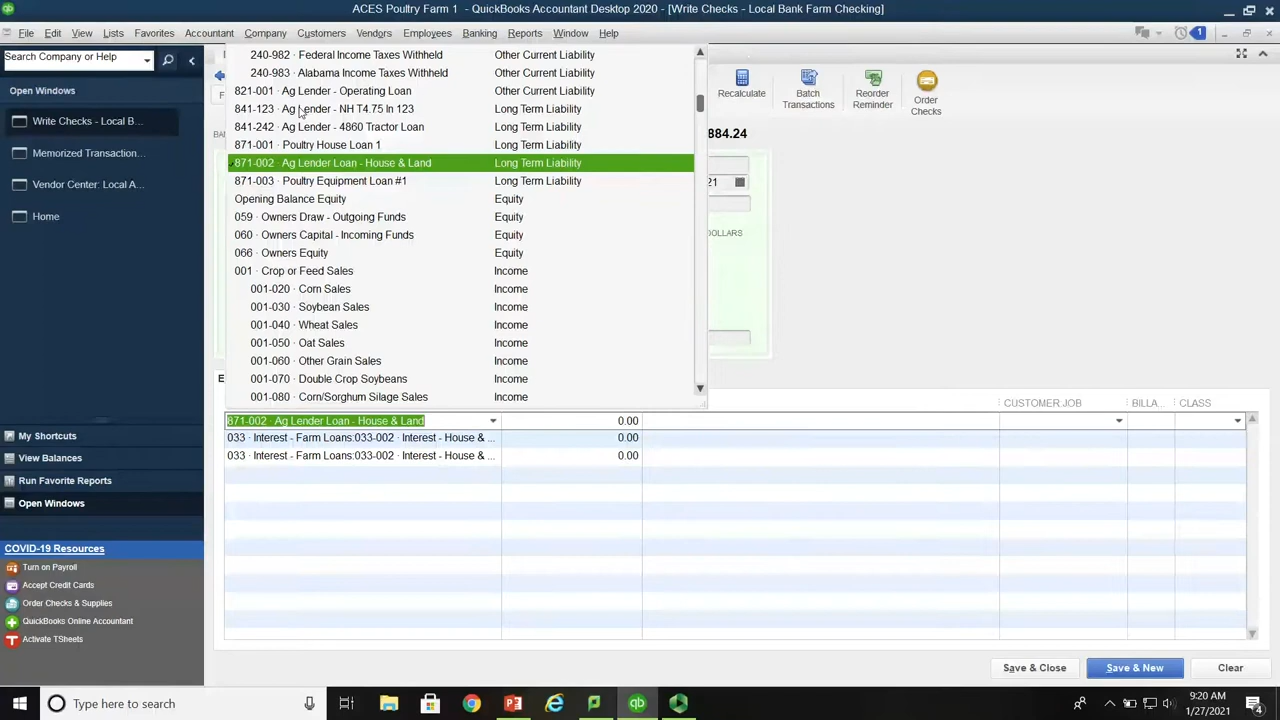 ACES Poultry Farm 1 - QuickBooks Accountant Desktop 2020 - [Write Checks - Local Bank Farm Checking]
File Edit View Lists Favorites Accountant Company Customers Vendors Employees Banking Reports Window Help
1
Search Company or Help
Open Windows
Write Checks - Local B...
Memorized Transaction...
Vendor Center: Local A...
Home
My Shortcuts
View Balances
Run Favorite Reports
Open Windows
COVID-19 Resources
Turn on Payroll
Accept Credit Cards
Order Checks & Supplies
QuickBooks Online Accountant
Activate TSheets
240-982 · Federal Income Taxes Withheld Other Current Liability
240-983 · Alabama Income Taxes Withheld Other Current Liability
821-001 · Ag Lender - Operating Loan Other Current Liability
841-123 · Ag Lender - NH T4.75 ln 123 Long Term Liability
841-242 · Ag Lender - 4860 Tractor Loan Long Term Liability
871-001 · Poultry House Loan 1 Long Term Liability
871-002 · Ag Lender Loan - House & Land Long Term Liability
871-003 · Poultry Equipment Loan #1 Long Term Liability
Opening Balance Equity Equity
059 · Owners Draw - Outgoing Funds Equity
060 · Owners Capital - Incoming Funds Equity
066 · Owners Equity Equity
001 · Crop or Feed Sales Income
001-020 · Corn Sales Income
001-030 · Soybean Sales Income
001-040 · Wheat Sales Income
001-050 · Oat Sales Income
001-060 · Other Grain Sales Income
001-070 · Double Crop Soybeans Income
001-080 · Corn/Sorghum Silage Sales Income
Recalculate
Batch Transactions
Reorder Reminder
Order Checks
884.24
21
DOLLARS
CUSTOMER:JOB BILLA... CLASS
871-002 · Ag Lender Loan - House & Land 0.00
033 · Interest - Farm Loans:033-002 · Interest - House & ... 0.00
033 · Interest - Farm Loans:033-002 · Interest - House & ... 0.00
Save & Close Save & New Clear
Type here to search
9:20 AM
1/27/2021
4